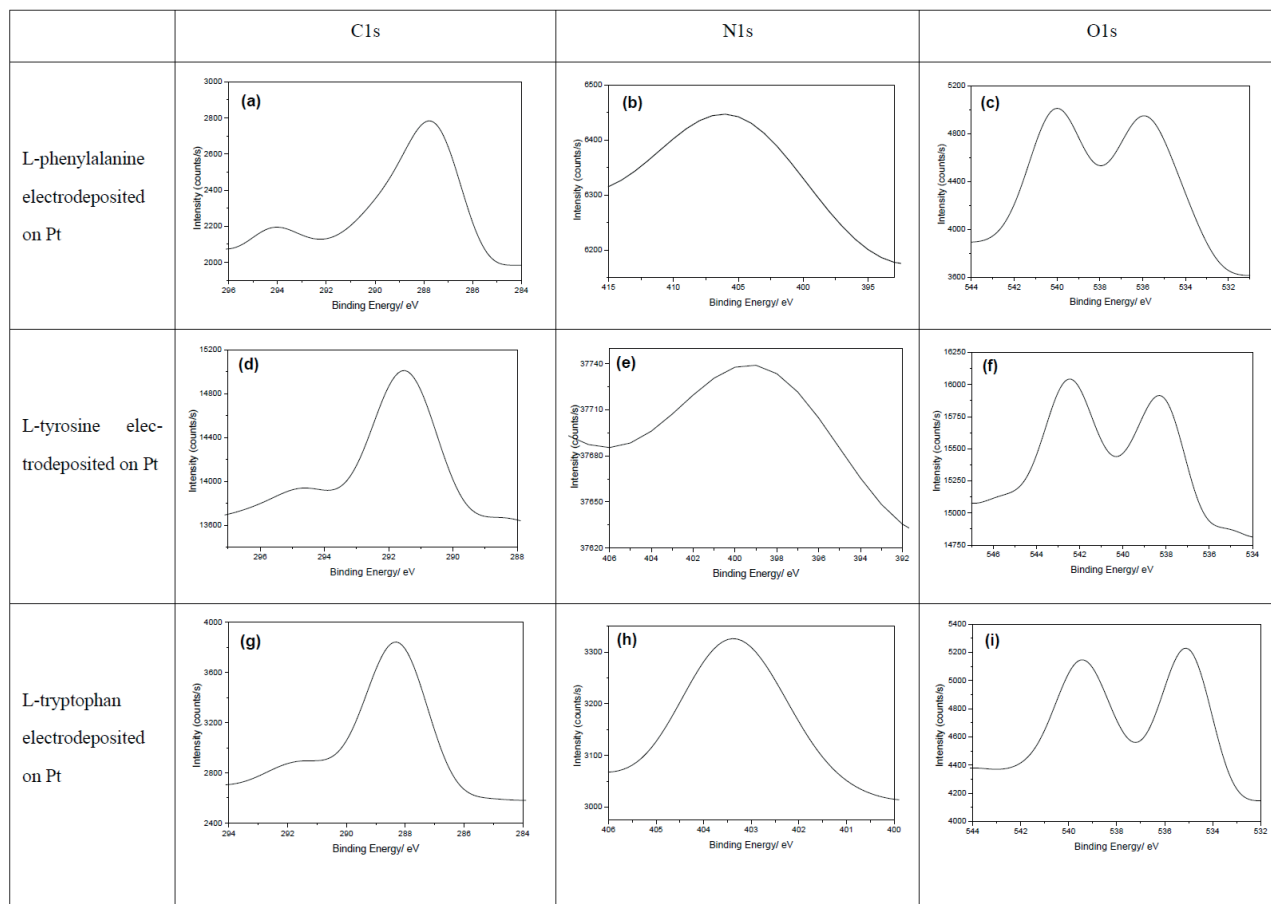 C1s
N1s
O1s
L-phenylalanine
electrodeposited
on Pt
(a)
3000
2800
2600
2400
2200
2000
Intensity (counts/s)
296 294 292 290 288 286 284
Binding Energy/ eV
(b)
6500
6400
6300
6200
Intensity (counts/s)
415 410 405 400 395
Binding Energy/ eV
(c)
5200
4800
4400
4000
3600
Intensity (counts/s)
544 542 540 538 536 534 532
Binding Energy/ eV
L-tyrosine elec-
trodeposited on Pt
(d)
15200
14800
14400
14000
13600
Intensity (counts/s)
296 294 292 290 288
Binding Energy/ eV
(e)
37740
37710
37680
37650
37620
Intensity (counts/s)
406 404 402 400 398 396 394 392
Binding Energy/ eV
(f)
16250
16000
15750
15500
15250
15000
14750
Intensity (counts/s)
546 544 542 540 538 536 534
Binding Energy/ eV
L-tryptophan
electrodeposited
on Pt
(g)
4000
3600
3200
2800
2400
Intensity (counts/s)
294 292 290 288 286 284
Binding Energy/ eV
(h)
3300
3200
3100
3000
Intensity (counts/s)
406 405 404 403 402 401 400
Binding Energy/ eV
(i)
5400
5200
5000
4800
4600
4400
4200
4000
Intensity (counts/s)
544 542 540 538 536 534 532
Binding Energy/ eV